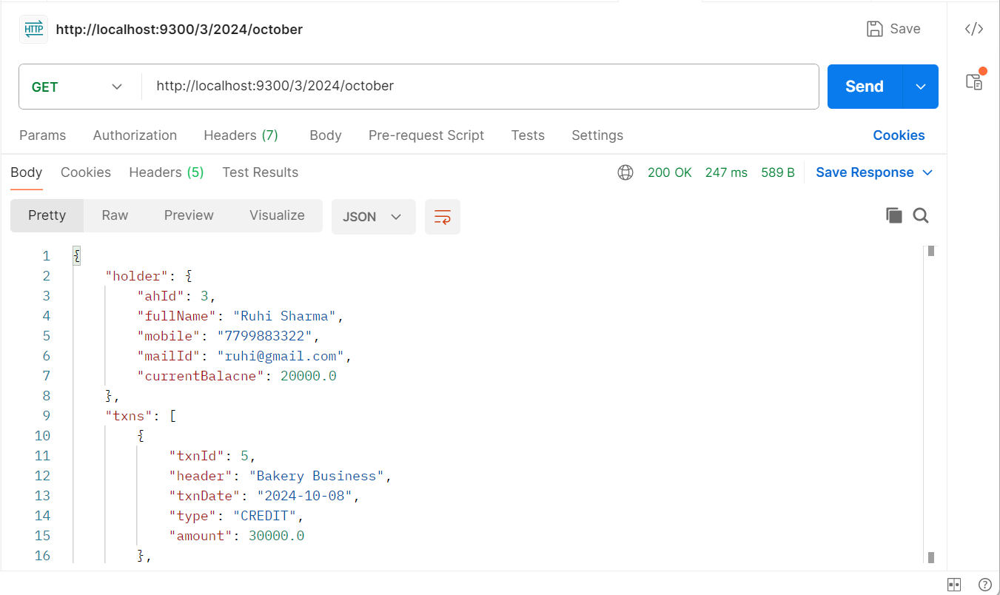 HTTP http://localhost:9300/3/2024/october Save </>
GET http://localhost:9300/3/2024/october Send
Params Authorization Headers (7) Body Pre-request Script Tests Settings Cookies
Body Cookies Headers (5) Test Results 200 OK 247 ms 589 B Save Response
Pretty Raw Preview Visualize JSON
1 {
2 "holder": {
3 "ahId": 3,
4 "fullName": "Ruhi Sharma",
5 "mobile": "7799883322",
6 "mailId": "ruhi@gmail.com",
7 "currentBalacne": 20000.0
8 },
9 "txns": [
10 {
11 "txnId": 5,
12 "header": "Bakery Business",
13 "txnDate": "2024-10-08",
14 "type": "CREDIT",
15 "amount": 30000.0
16 },